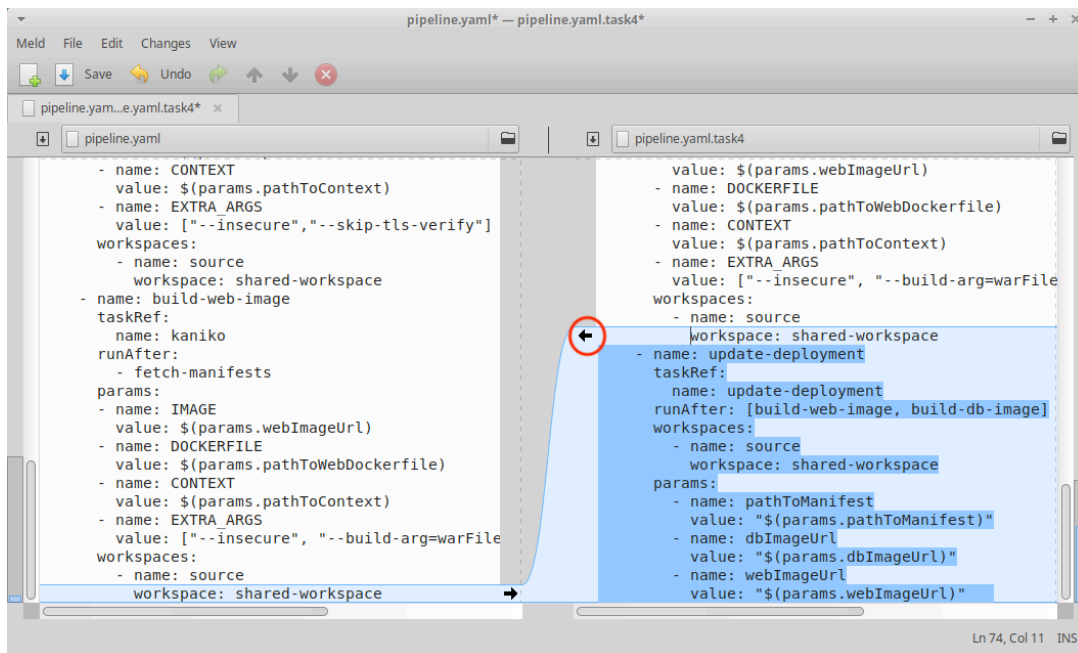 pipeline.yaml* — pipeline.yaml.task4*
Meld File Edit Changes View
Save Undo
pipeline.yam...e.yaml.task4*
pipeline.yaml
- name: CONTEXT
value: $(params.pathToContext)
- name: EXTRA_ARGS
value: ["--insecure","--skip-tls-verify"]
workspaces:
- name: source
workspace: shared-workspace
- name: build-web-image
taskRef:
name: kaniko
runAfter:
- fetch-manifests
params:
- name: IMAGE
value: $(params.webImageUrl)
- name: DOCKERFILE
value: $(params.pathToWebDockerfile)
- name: CONTEXT
value: $(params.pathToContext)
- name: EXTRA_ARGS
value: ["--insecure", "--build-arg=warFile
workspaces:
- name: source
workspace: shared-workspace
pipeline.yaml.task4
value: $(params.webImageUrl)
- name: DOCKERFILE
value: $(params.pathToWebDockerfile)
- name: CONTEXT
value: $(params.pathToContext)
- name: EXTRA_ARGS
value: ["--insecure", "--build-arg=warFile
workspaces:
- name: source
workspace: shared-workspace
- name: update-deployment
taskRef:
name: update-deployment
runAfter: [build-web-image, build-db-image]
workspaces:
- name: source
workspace: shared-workspace
params:
- name: pathToManifest
value: "$(params.pathToManifest)"
- name: dbImageUrl
value: "$(params.dbImageUrl)"
- name: webImageUrl
value: "$(params.webImageUrl)"
Ln 74, Col 11 INS